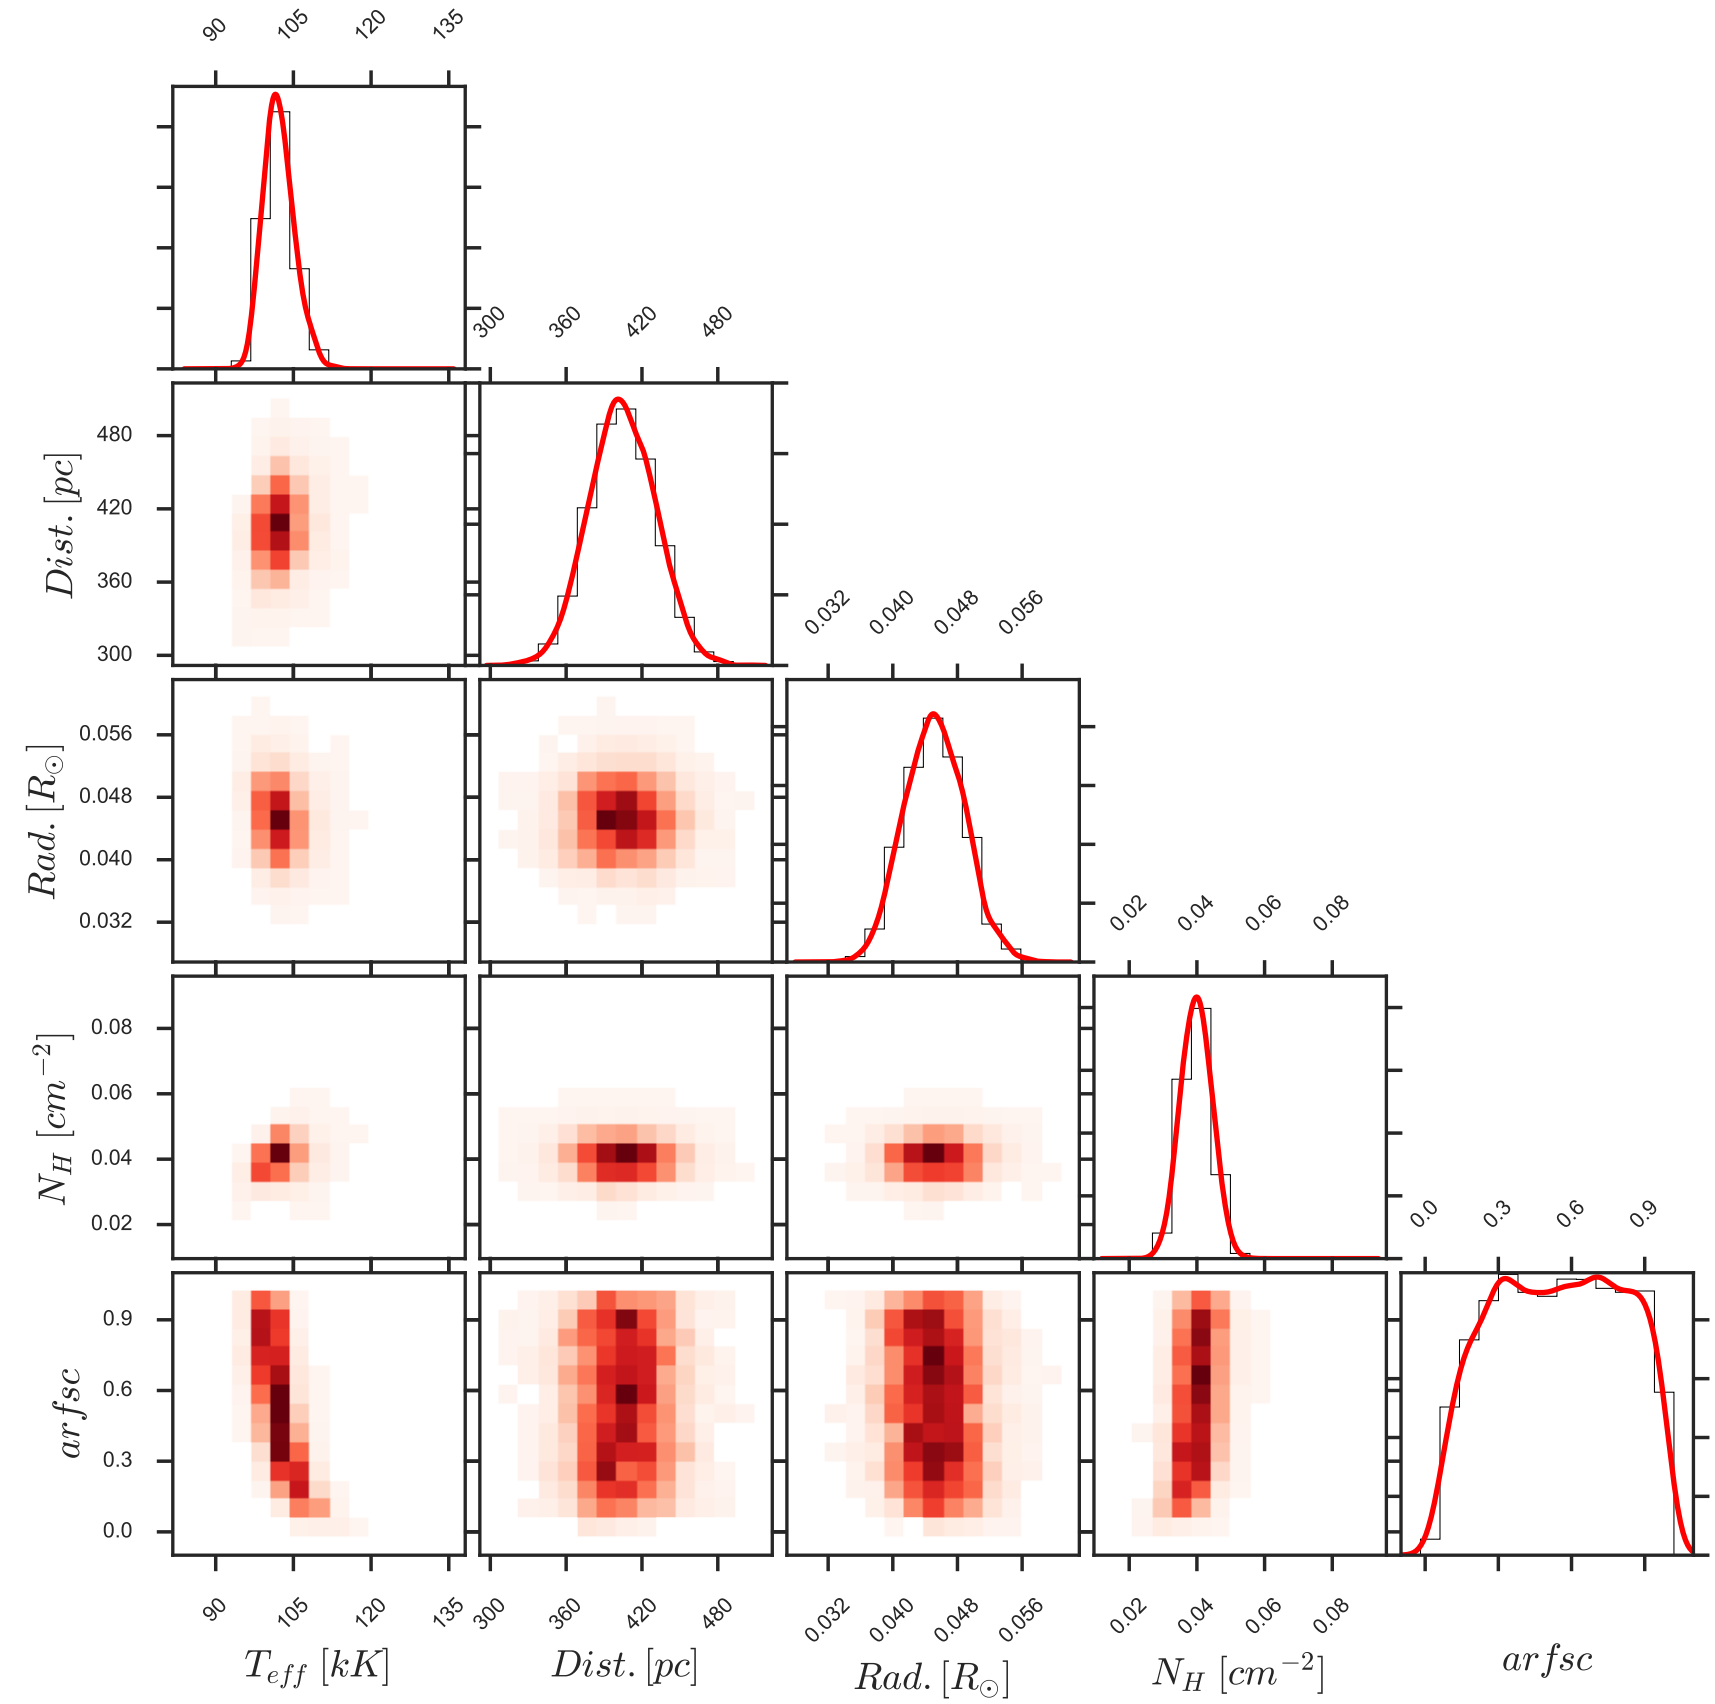 90 105 120 135
300 360 420 480
480
420
360
300
Dist. [pc]
0.032 0.040 0.048 0.056
0.056
0.048
0.040
0.032
Rad. [R⊙]
0.02 0.04 0.06 0.08
0.08
0.06
0.04
0.02
N_H [cm⁻²]
0.0 0.3 0.6 0.9
0.9
0.6
0.3
0.0
arfsc
90 105 120 135 300 360 420 480 0.032 0.040 0.048 0.056 0.02 0.04 0.06 0.08
T_eff [kK] Dist. [pc] Rad. [R⊙] N_H [cm⁻²] arfsc